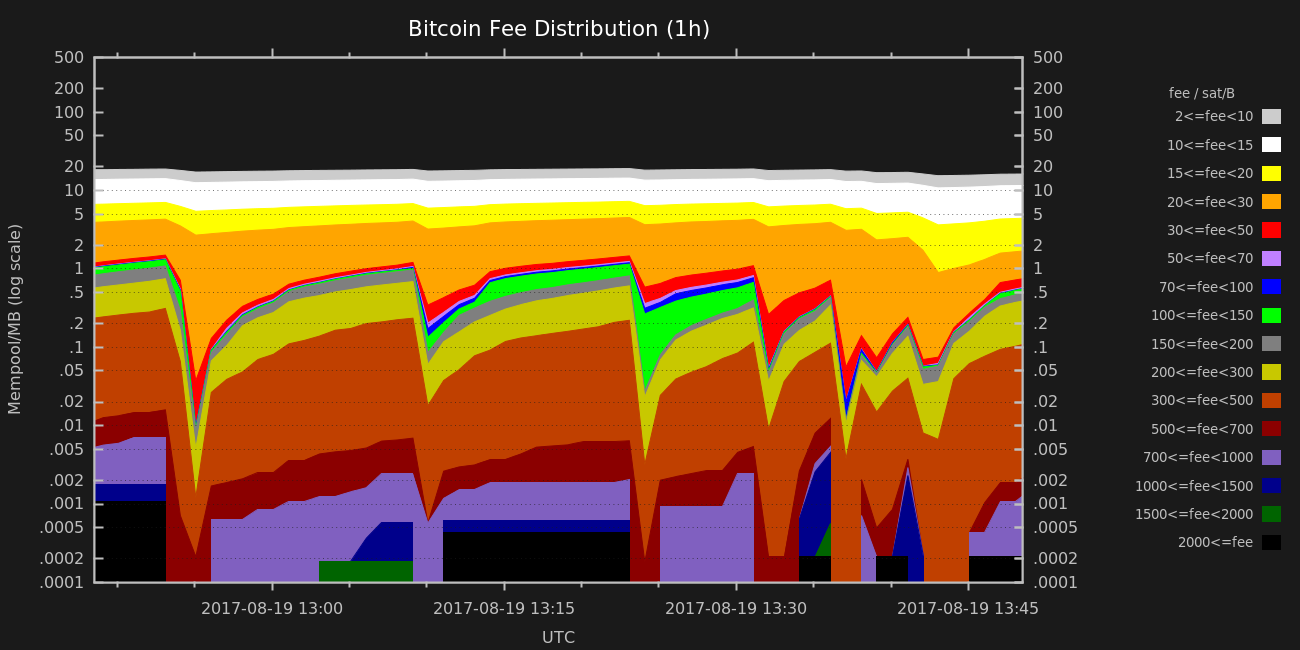 Bitcoin Fee Distribution (1h)
500
200
100
50
20
10
5
2
1
.5
.2
.1
.05
.02
.01
.005
.002
.001
.0005
.0002
.0001
Mempool/MB (log scale)
500
200
100
50
20
10
5
2
1
.5
.2
.1
.05
.02
.01
.005
.002
.001
.0005
.0002
.0001
2017-08-19 13:00
2017-08-19 13:15
2017-08-19 13:30
2017-08-19 13:45
UTC
fee / sat/B
2<=fee<10
10<=fee<15
15<=fee<20
20<=fee<30
30<=fee<50
50<=fee<70
70<=fee<100
100<=fee<150
150<=fee<200
200<=fee<300
300<=fee<500
500<=fee<700
700<=fee<1000
1000<=fee<1500
1500<=fee<2000
2000<=fee